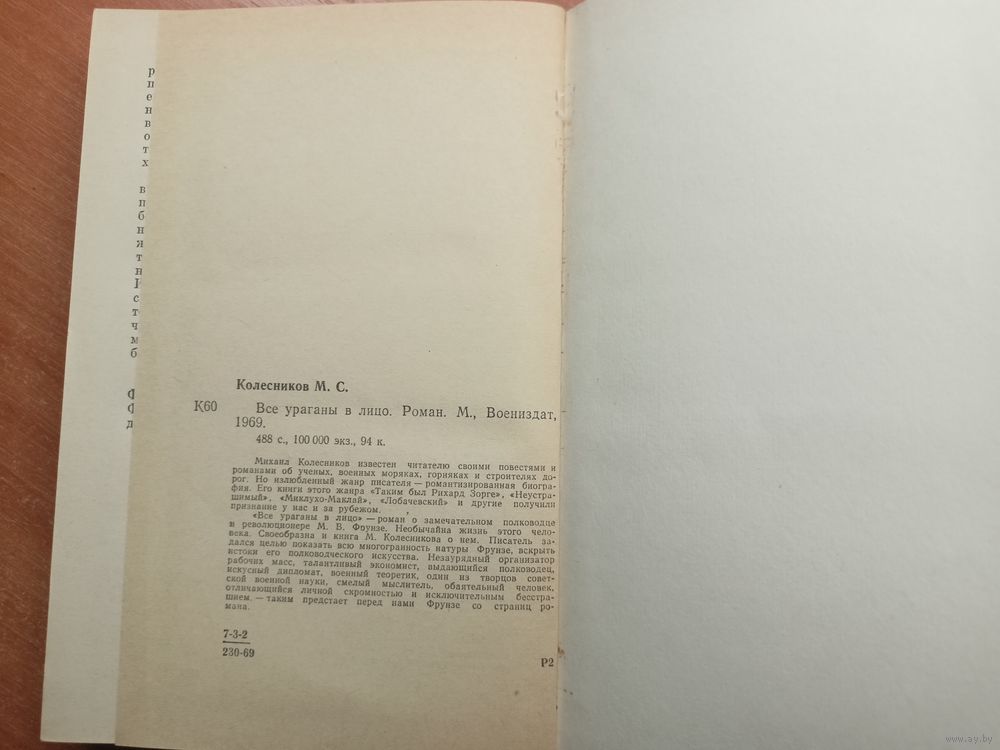 р
п
е
н
в
о
т
х
в
п
б
н
я
т
н
с
т
ч
м
б
д
Колесников М. С.
К60
Все ураганы в лицо. Роман. М., Воениздат,
1969.
488 с., 100 000 экз., 94 к.
Михаил Колесников известен читателю своими повестями и
романами об ученых, военных моряках, горняках и строителях до-
рог. Но излюбленный жанр писателя — романтизированная биогра-
фия. Его книги этого жанра «Таким был Рихард Зорге», «Неустра-
шимый», «Миклухо-Маклай», «Лобачевский» и другие получили
признание у нас и за рубежом.
«Все ураганы в лицо» — роман о замечательном полководце
и революционере М. В. Фрунзе. Необычайна жизнь этого чело-
века. Своеобразна и книга М. Колесникова о нем. Писатель за-
дался целью показать всю многогранность натуры Фрунзе, вскрыть
истоки его полководческого искусства. Незаурядный организатор
рабочих масс, талантливый экономист, выдающийся полководец,
искусный дипломат, военный теоретик, один из творцов совет-
ской военной науки, смелый мыслитель, обаятельный человек,
отличающийся личной скромностью и исключительным бесстра-
шием, — таким предстает перед нами Фрунзе со страниц ро-
мана.
7-3-2
230-69
Р2
www.ay.by